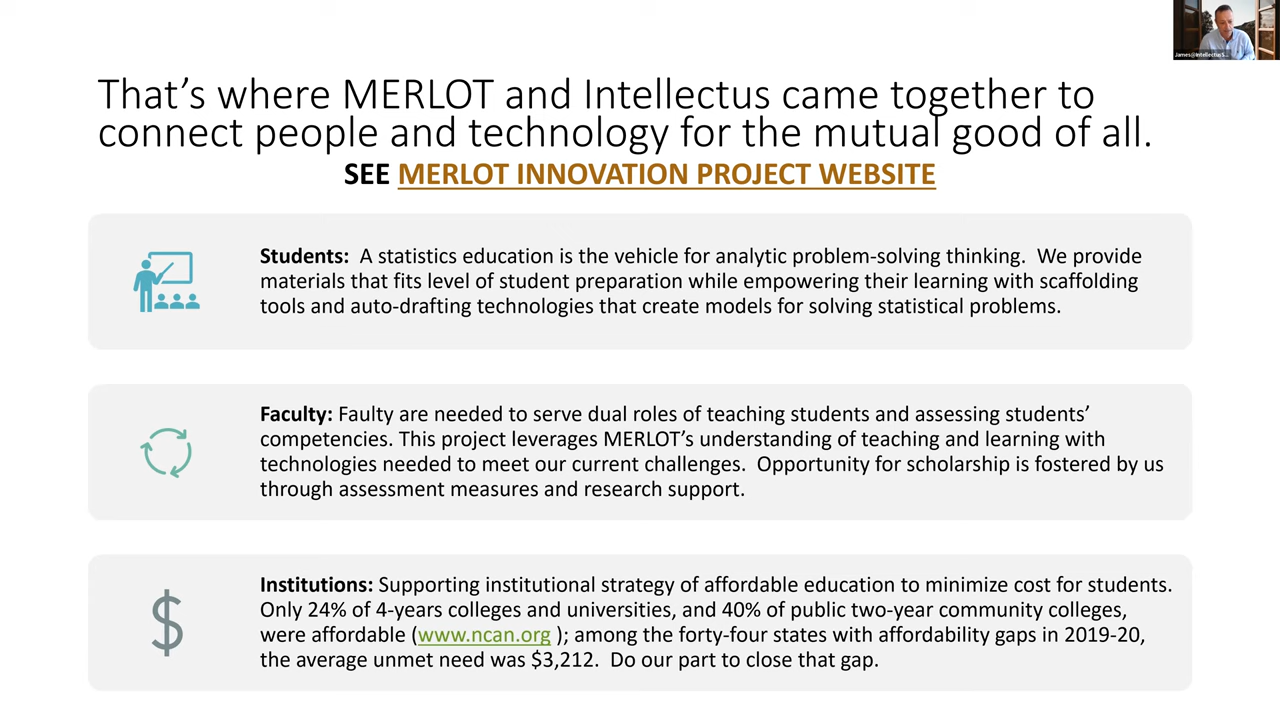 James@IntellectusS...
That's where MERLOT and Intellectus came together to
connect people and technology for the mutual good of all.
SEE MERLOT INNOVATION PROJECT WEBSITE
Students: A statistics education is the vehicle for analytic problem-solving thinking. We provide
materials that fits level of student preparation while empowering their learning with scaffolding
tools and auto-drafting technologies that create models for solving statistical problems.
Faculty: Faulty are needed to serve dual roles of teaching students and assessing students'
competencies. This project leverages MERLOT's understanding of teaching and learning with
technologies needed to meet our current challenges. Opportunity for scholarship is fostered by us
through assessment measures and research support.
$
Institutions: Supporting institutional strategy of affordable education to minimize cost for students.
Only 24% of 4-years colleges and universities, and 40% of public two-year community colleges,
were affordable (www.ncan.org ); among the forty-four states with affordability gaps in 2019-20,
the average unmet need was $3,212. Do our part to close that gap.